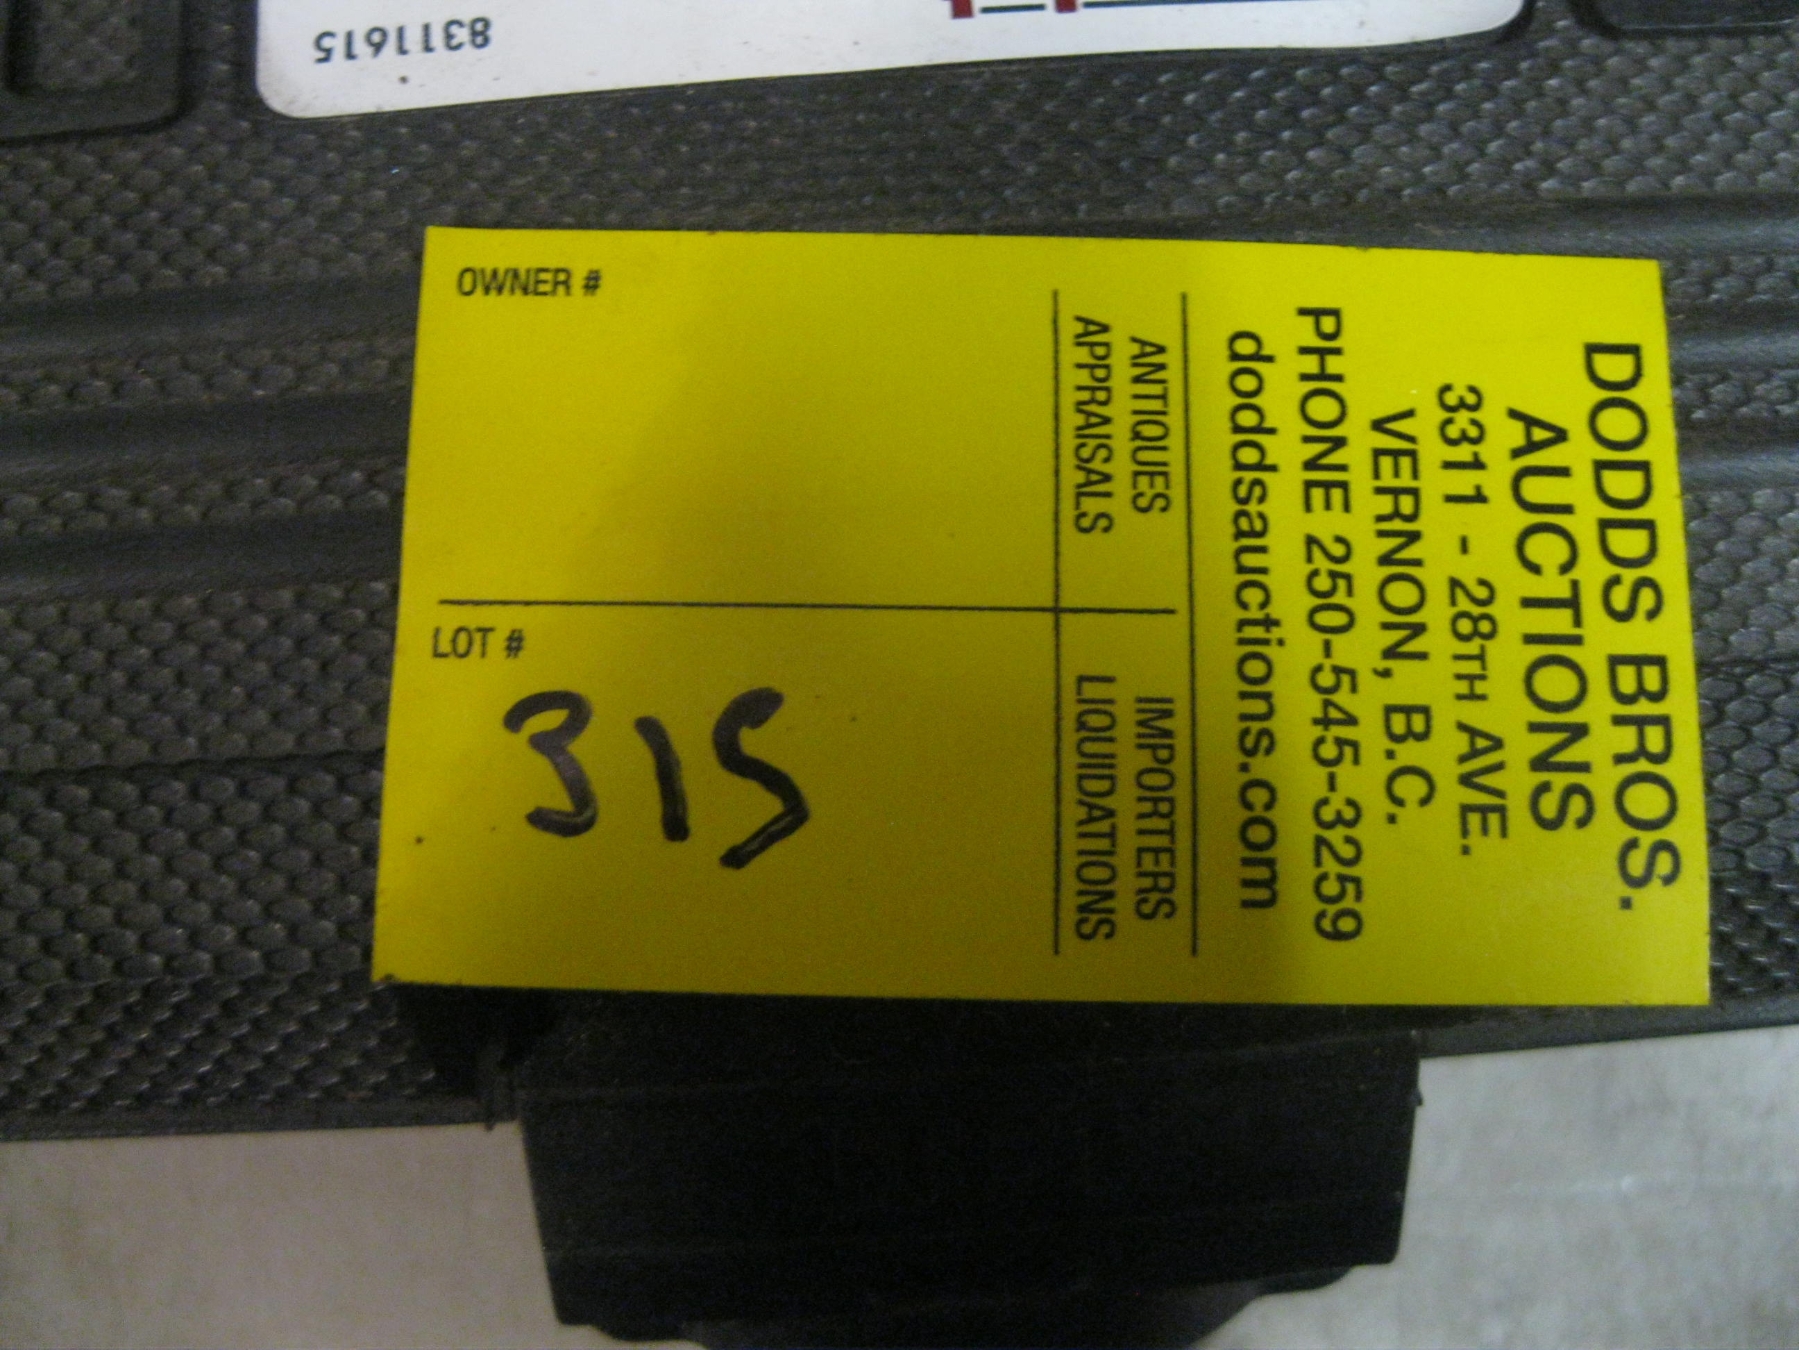 8311615
DODDS BROS.
AUCTIONS
3311 - 28TH AVE.
VERNON, B.C.
PHONE 250-545-3259
doddsauctions.com
ANTIQUES
APPRAISALS
IMPORTERS
LIQUIDATIONS
OWNER #
LOT #
315